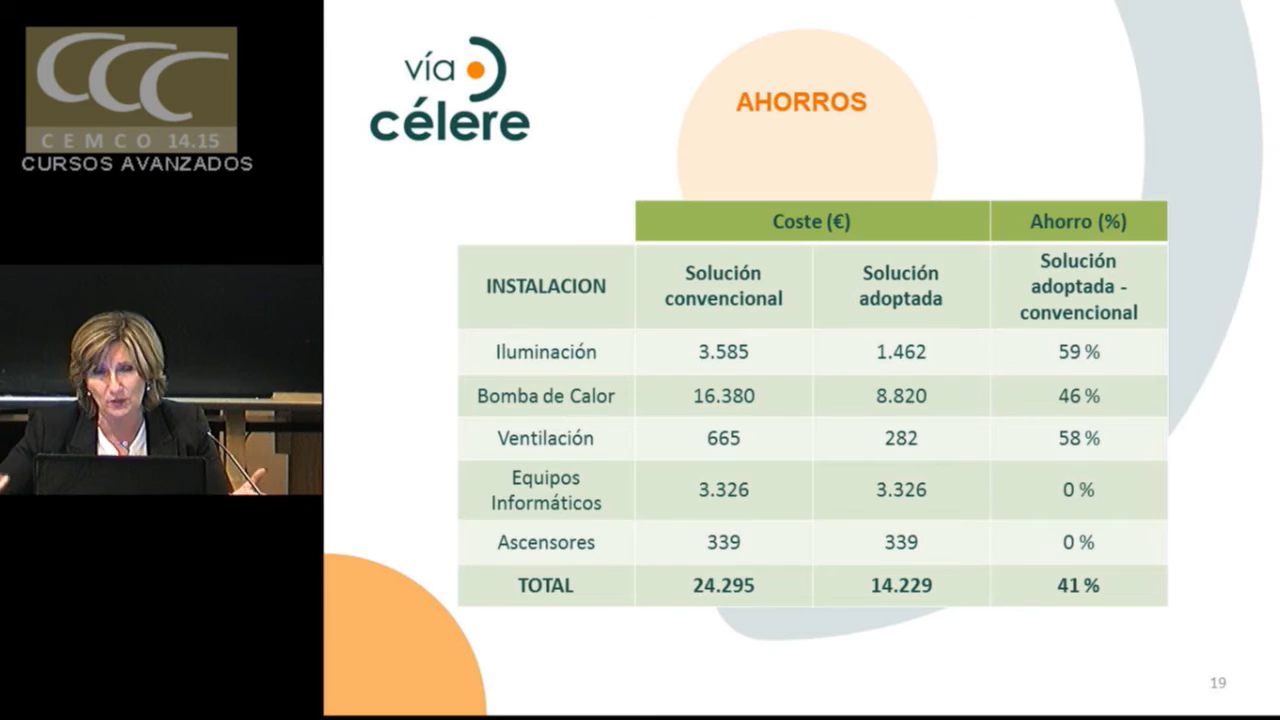 CCC
CEMCO 14.15
CURSOS AVANZADOS
vía
célere
AHORROS
Coste (€) Ahorro (%)
INSTALACION Solución convencional Solución adoptada Solución adoptada - convencional
Iluminación 3.585 1.462 59 %
Bomba de Calor 16.380 8.820 46 %
Ventilación 665 282 58 %
Equipos Informáticos 3.326 3.326 0 %
Ascensores 339 339 0 %
TOTAL 24.295 14.229 41 %
19